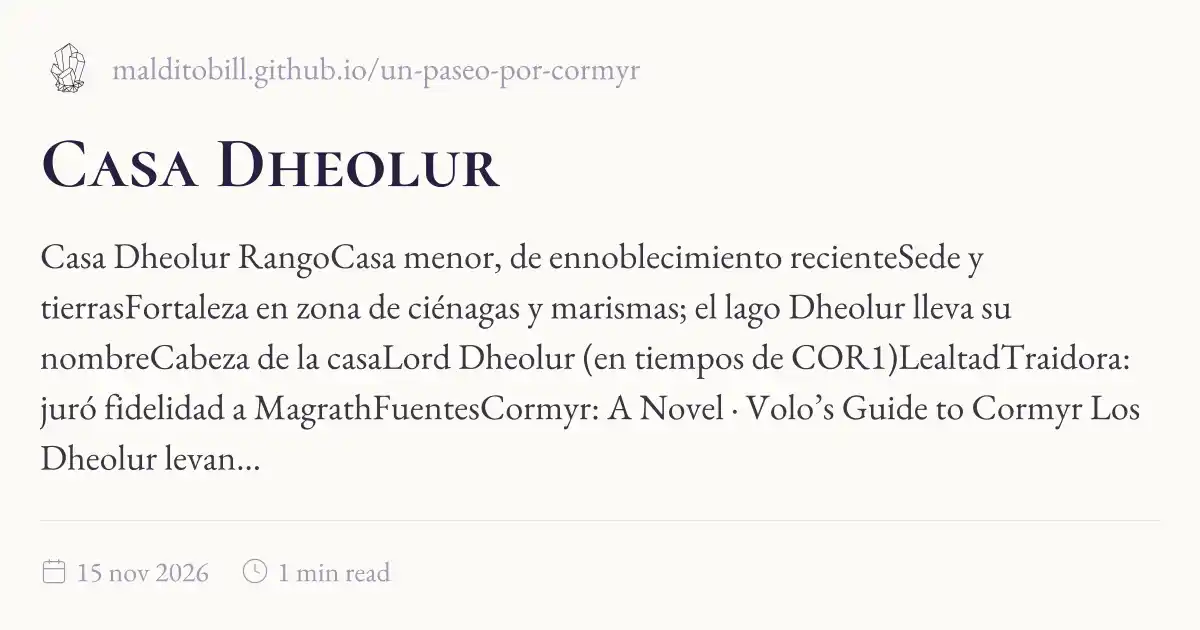 malditobill.github.io/un-paseo-por-cormyr
Casa Dheolur
Casa Dheolur RangoCasa menor, de ennoblecimiento recienteSede y
tierrasFortaleza en zona de ciénagas y marismas; el lago Dheolur lleva su
nombreCabeza de la casaLord Dheolur (en tiempos de COR1)LealtadTraidora:
juró fidelidad a MagrathFuentesCormyr: A Novel · Volo’s Guide to Cormyr Los
Dheolur levan...
15 nov 2026
1 min read